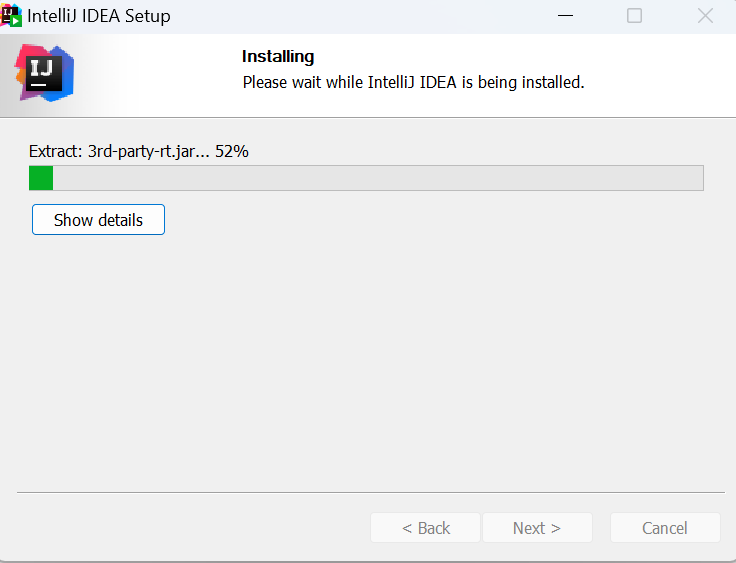 IntelliJ IDEA Setup
IJ
Installing
Please wait while IntelliJ IDEA is being installed.
Extract: 3rd-party-rt.jar... 52%
Show details
< Back
Next >
Cancel